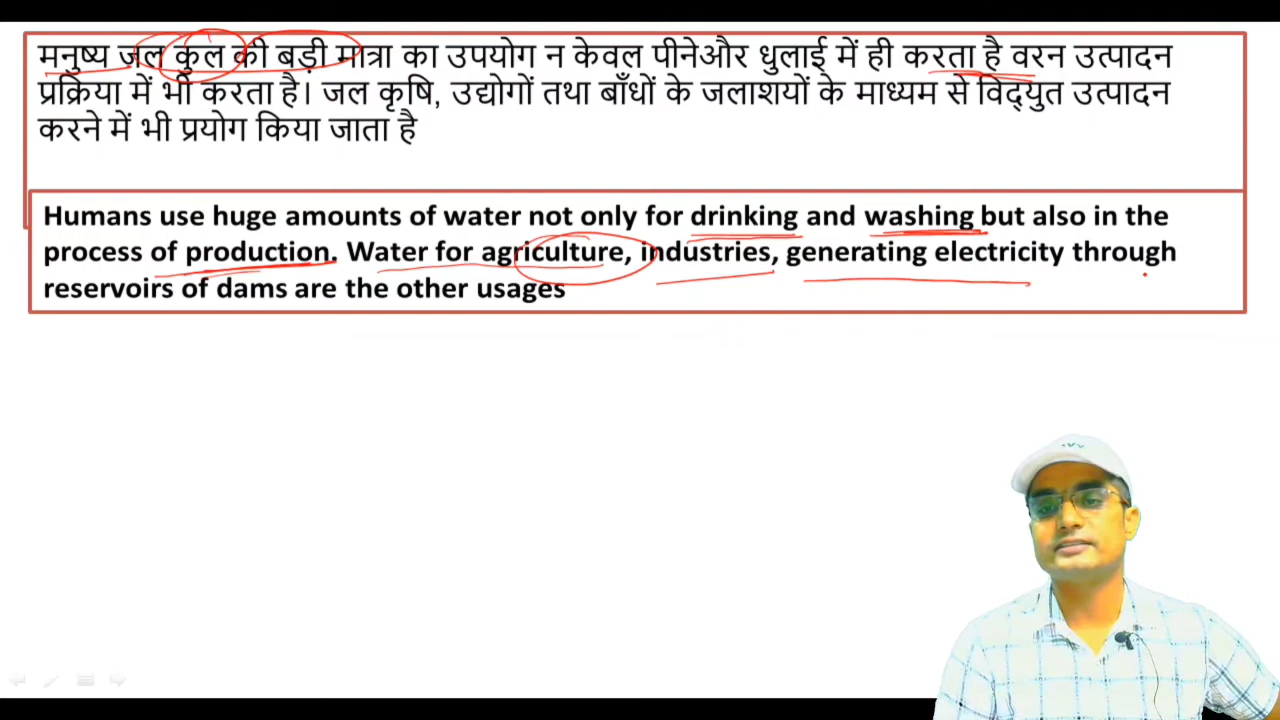 मनुष्य जल कुल की बड़ी मात्रा का उपयोग न केवल पीनेऔर धुलाई में ही करता है वरन उत्पादन
प्रक्रिया में भी करता है। जल कृषि, उद्योगों तथा बाँधों के जलाशयों के माध्यम से विद्युत उत्पादन
करने में भी प्रयोग किया जाता है
Humans use huge amounts of water not only for drinking and washing but also in the
process of production. Water for agriculture, industries, generating electricity through
reservoirs of dams are the other usages